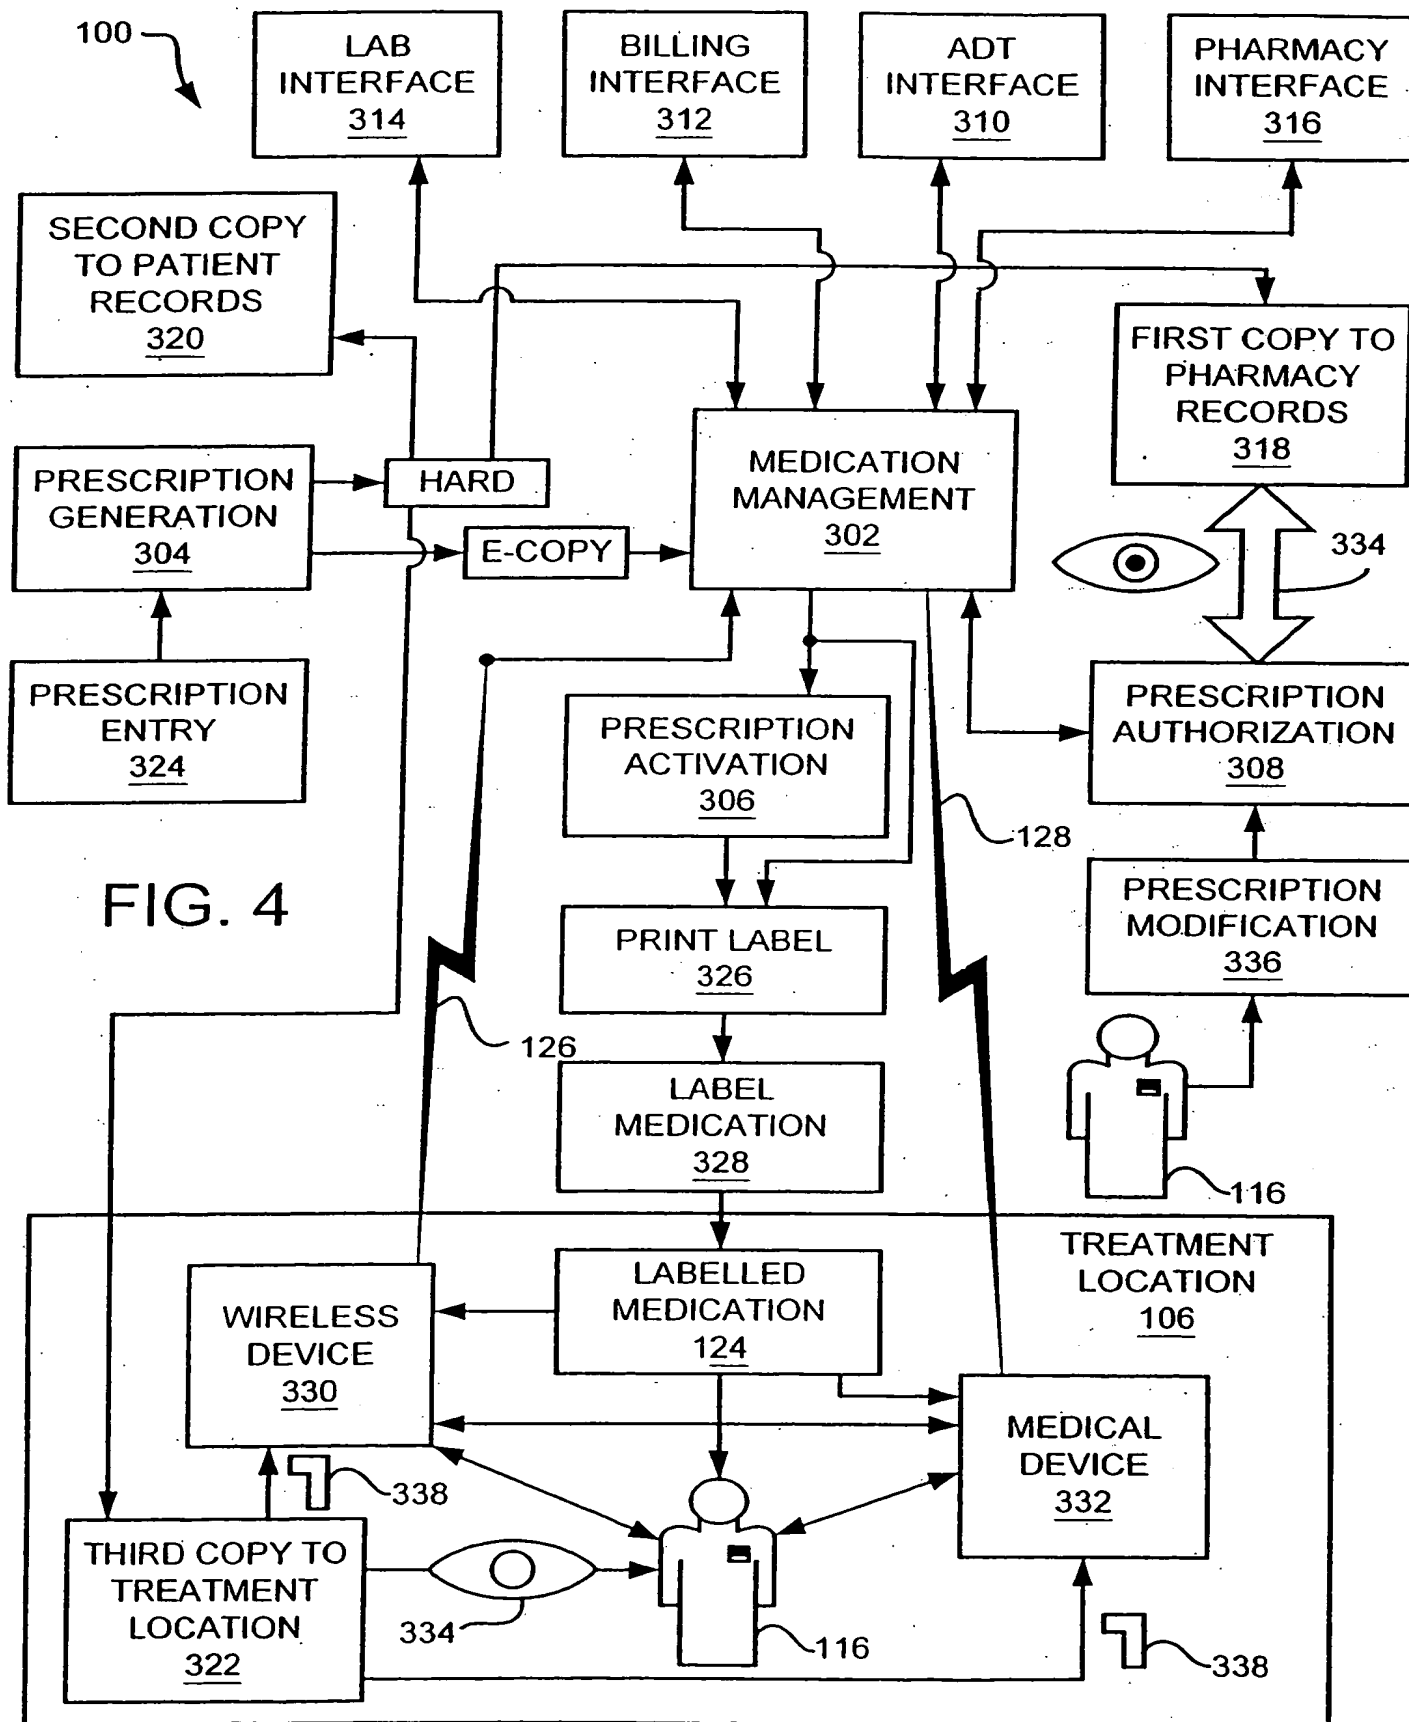 100
LAB
INTERFACE
314
BILLING
INTERFACE
312
ADT
INTERFACE
310
PHARMACY
INTERFACE
316
SECOND COPY
TO PATIENT
RECORDS
320
FIRST COPY TO
PHARMACY
RECORDS
318
PRESCRIPTION
GENERATION
304
HARD
E-COPY
MEDICATION
MANAGEMENT
302
334
PRESCRIPTION
ENTRY
324
PRESCRIPTION
ACTIVATION
306
PRESCRIPTION
AUTHORIZATION
308
128
FIG. 4
PRINT LABEL
326
PRESCRIPTION
MODIFICATION
336
126
LABEL
MEDICATION
328
116
TREATMENT
LOCATION
106
LABELLED
MEDICATION
124
WIRELESS
DEVICE
330
MEDICAL
DEVICE
332
338
THIRD COPY TO
TREATMENT
LOCATION
322
334
116
338